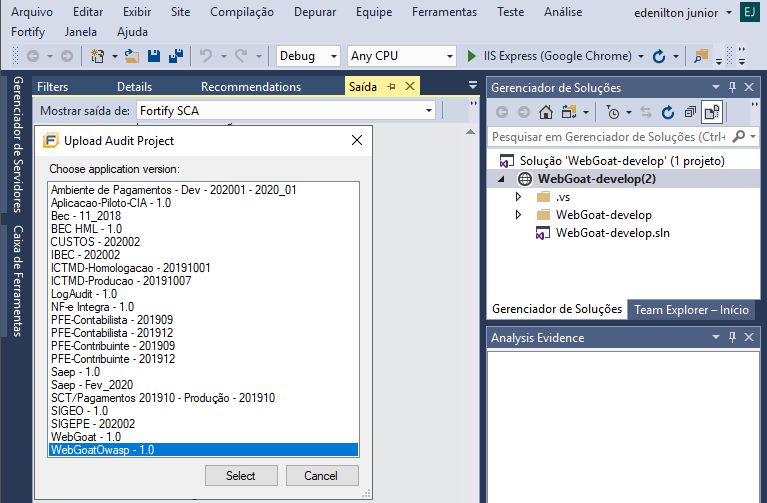 Arquivo Editar Exibir Site Compilação Depurar Equipe Ferramentas Teste Análise edenilton junior EJ
Fortify Janela Ajuda
Debug Any CPU IIS Express (Google Chrome)
Gerenciador de Servidores
Caixa de Ferramentas
Filters Details Recommendations Saída
Mostrar saída de: Fortify SCA
Upload Audit Project
Choose application version:
Ambiente de Pagamentos - Dev - 202001 - 2020_01
Aplicacao-Piloto-CIA - 1.0
Bec - 11_2018
BEC HML - 1.0
CUSTOS - 202002
IBEC - 202002
ICTMD-Homologacao - 20191001
ICTMD-Producao - 20191007
LogAudit - 1.0
NF-e Integra - 1.0
PFE-Contabilista - 201909
PFE-Contabilista - 201912
PFE-Contribuinte - 201909
PFE-Contribuinte - 201912
Saep - 1.0
Saep - Fev_2020
SCT/Pagamentos 201910 - Produção - 201910
SIGEO - 1.0
SIGEPE - 202002
WebGoat - 1.0
WebGoatOwasp - 1.0
Select Cancel
Gerenciador de Soluções
Pesquisar em Gerenciador de Soluções (Ctrl+
Solução 'WebGoat-develop' (1 projeto)
WebGoat-develop(2)
.vs
WebGoat-develop
WebGoat-develop.sln
Gerenciador de Soluções Team Explorer – Início
Analysis Evidence